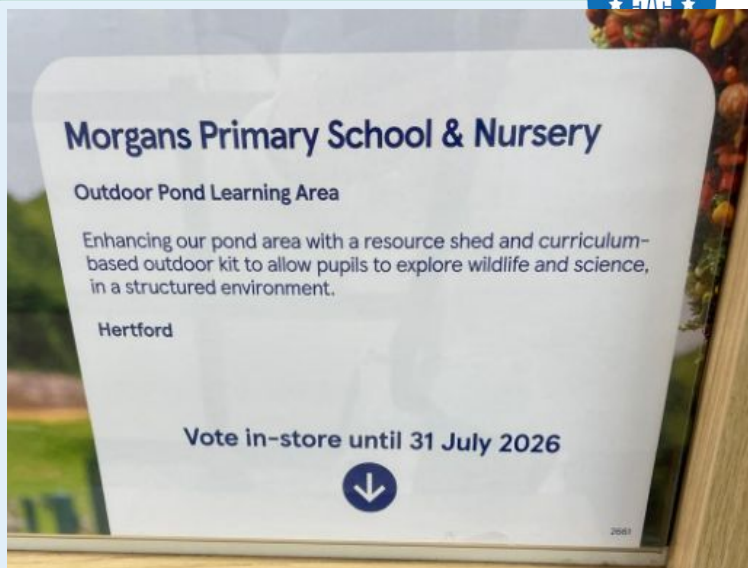 Morgans Primary School & Nursery
Outdoor Pond Learning Area
Enhancing our pond area with a resource shed and curriculum-
based outdoor kit to allow pupils to explore wildlife and science,
in a structured environment.
Hertford
Vote in-store until 31 July 2026
2661